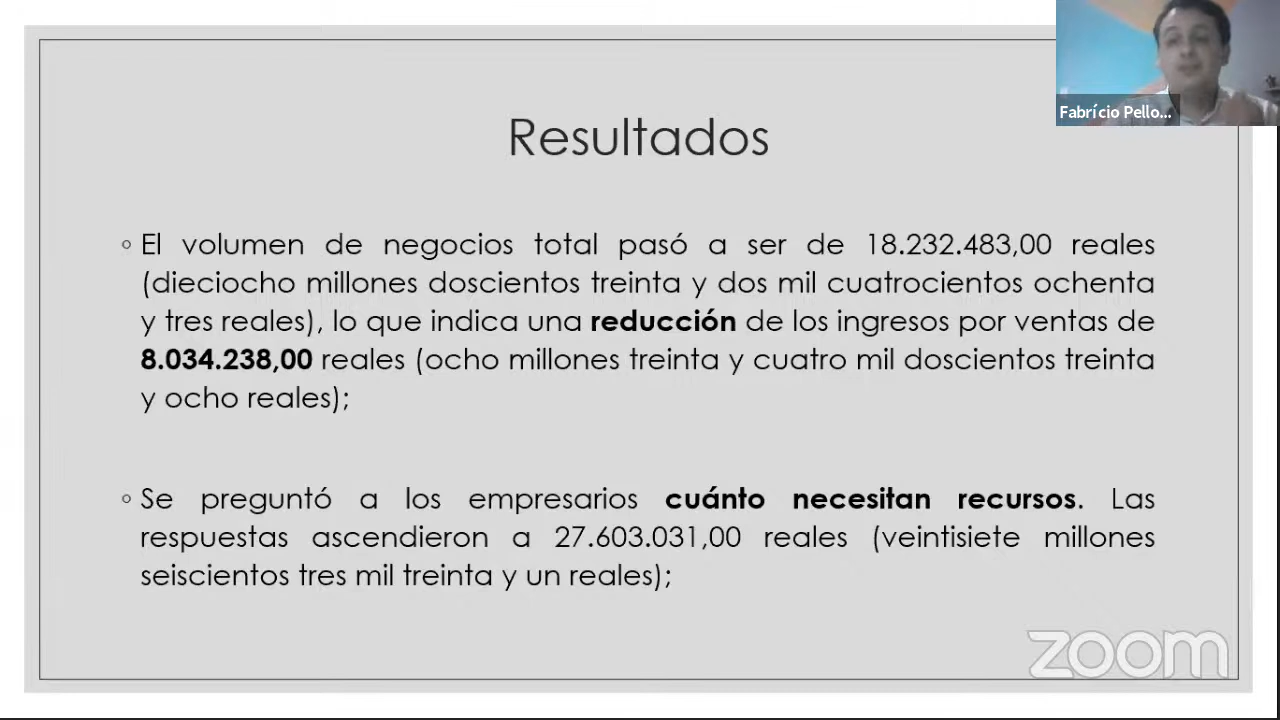 Fabrício Pello...
Resultados
◦ El volumen de negocios total pasó a ser de 18.232.483,00 reales
(dieciocho millones doscientos treinta y dos mil cuatrocientos ochenta
y tres reales), lo que indica una reducción de los ingresos por ventas de
8.034.238,00 reales (ocho millones treinta y cuatro mil doscientos treinta
y ocho reales);
◦ Se preguntó a los empresarios cuánto necesitan recursos. Las
respuestas ascendieron a 27.603.031,00 reales (veintisiete millones
seiscientos tres mil treinta y un reales);
zoom